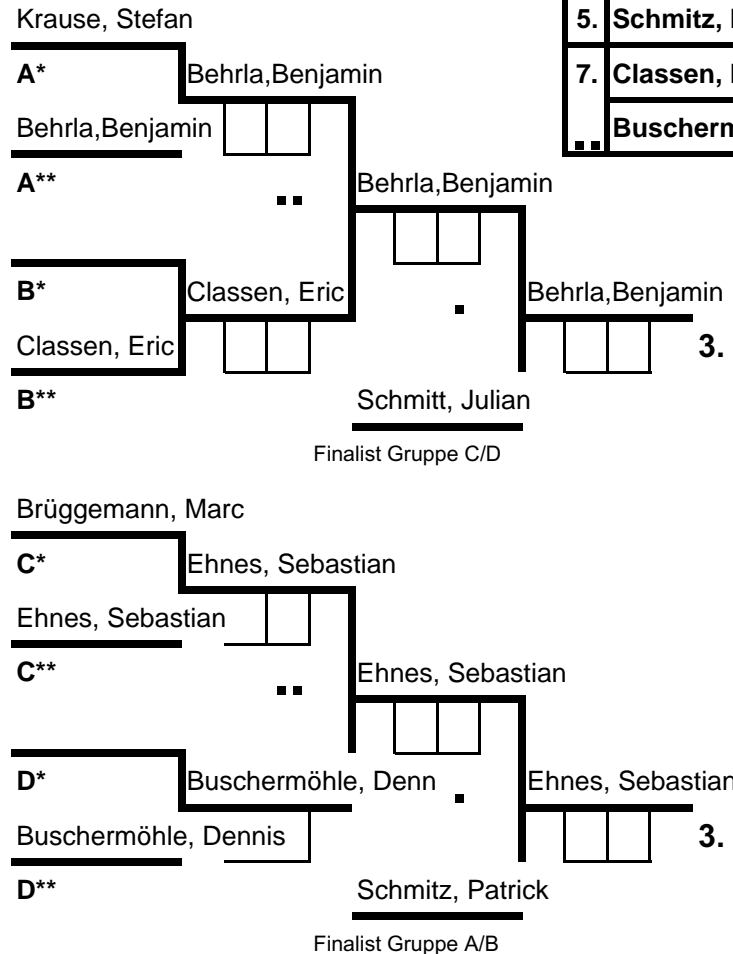 Krause, Stefan
5. Schmitz,
A* Behrla,Benjamin
7. Classen,
Behrla,Benjamin
A** Behrla,Benjamin
B* Classen, Eric Behrla,Benjamin
Classen, Eric 3.
B** Schmitt, Julian
Finalist Gruppe C/D
Brüggemann, Marc
C* Ehnes, Sebastian
Ehnes, Sebastian
C** Ehnes, Sebastian
D* Buschermöhle, Denn Ehnes, Sebastian
Buschermöhle, Dennis 3.
D** Schmitz, Patrick
Finalist Gruppe A/B